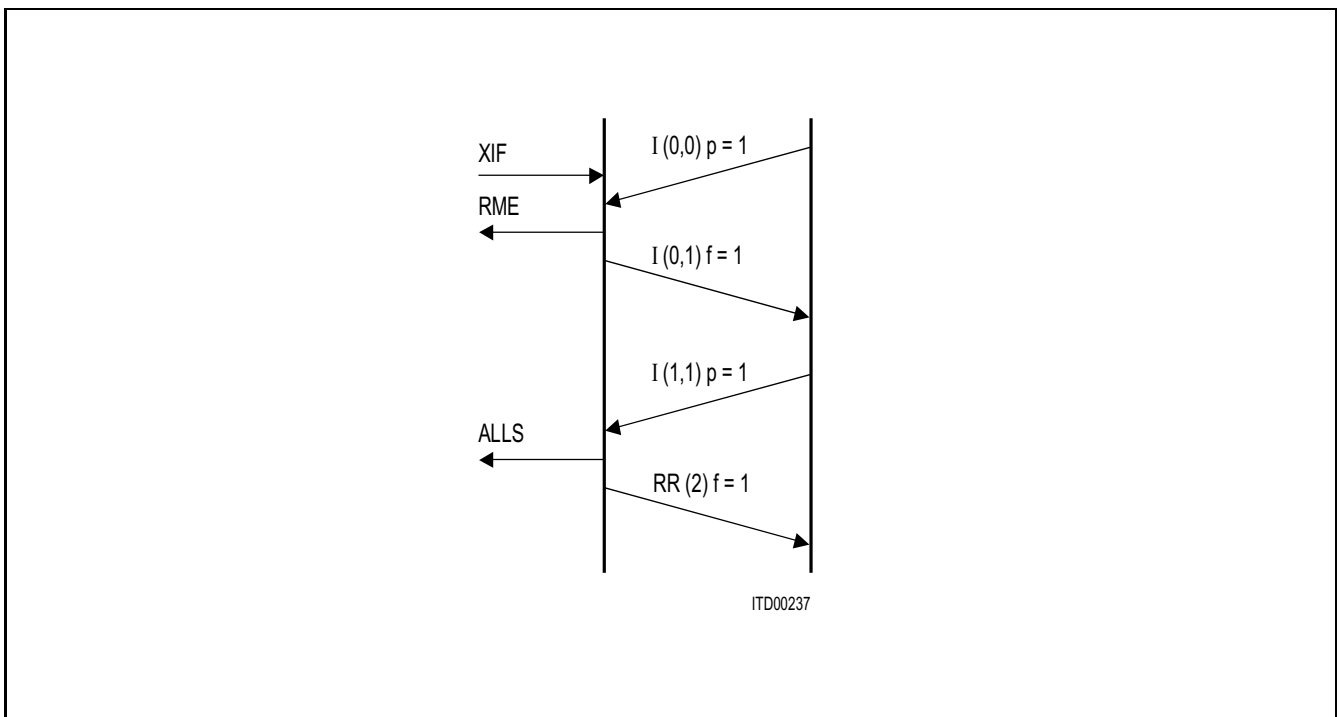 XIF
I (0,0) p = 1
RME
I (0,1) f = 1
I (1,1) p = 1
ALLS
RR (2) f = 1
ITD00237